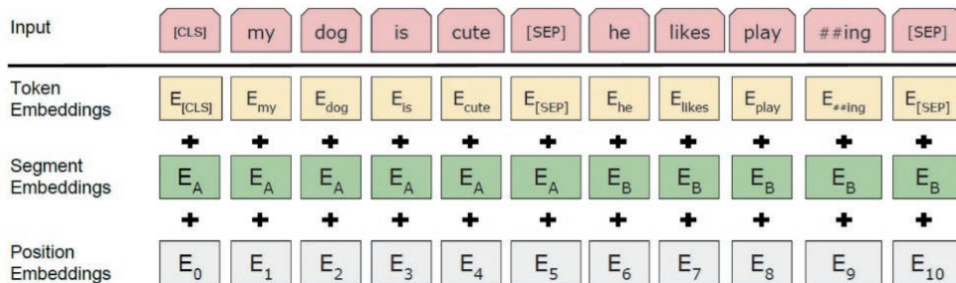 Input [CLS] my dog is cute [SEP] he likes play ##ing [SEP]
Token Embeddings E[CLS] Emy Edog Eis Ecute E[SEP] Ehe Elikes Eplay E##ing E[SEP]
+ + + + + + + + + + +
Segment Embeddings EA EA EA EA EA EA EB EB EB EB EB
+ + + + + + + + + + +
Position Embeddings E0 E1 E2 E3 E4 E5 E6 E7 E8 E9 E10